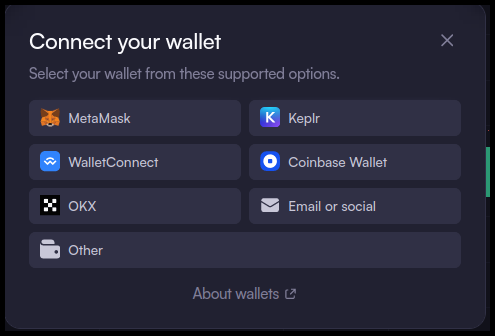 Connect your wallet
Select your wallet from these supported options.
MetaMask
Keplr
WalletConnect
Coinbase Wallet
OKX
Email or social
Other
About wallets